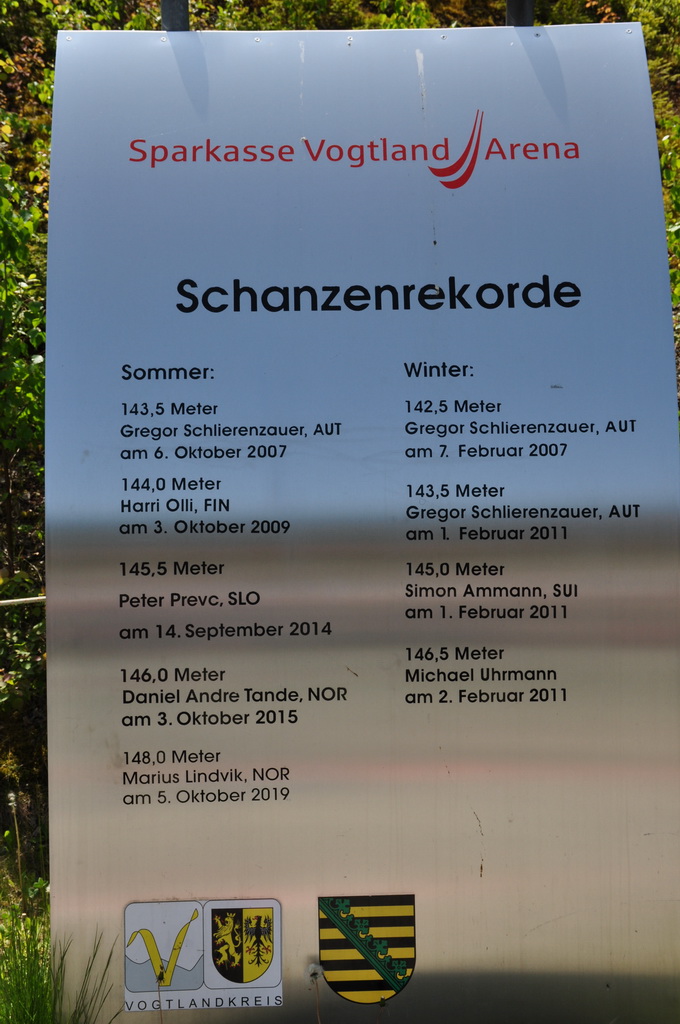 Sparkasse Vogtland Arena
Schanzenrekorde
Sommer:
143,5 Meter
Gregor Schlierenzauer, AUT
am 6. Oktober 2007
144,0 Meter
Harri Olli, FIN
am 3. Oktober 2009
145,5 Meter
Peter Prevc, SLO
am 14. September 2014
146,0 Meter
Daniel Andre Tande, NOR
am 3. Oktober 2015
148,0 Meter
Marius Lindvik, NOR
am 5. Oktober 2019
Winter:
142,5 Meter
Gregor Schlierenzauer, AUT
am 7. Februar 2007
143,5 Meter
Gregor Schlierenzauer, AUT
am 1. Februar 2011
145,0 Meter
Simon Ammann, SUI
am 1. Februar 2011
146,5 Meter
Michael Uhrmann
am 2. Februar 2011
VOGTLANDKREIS